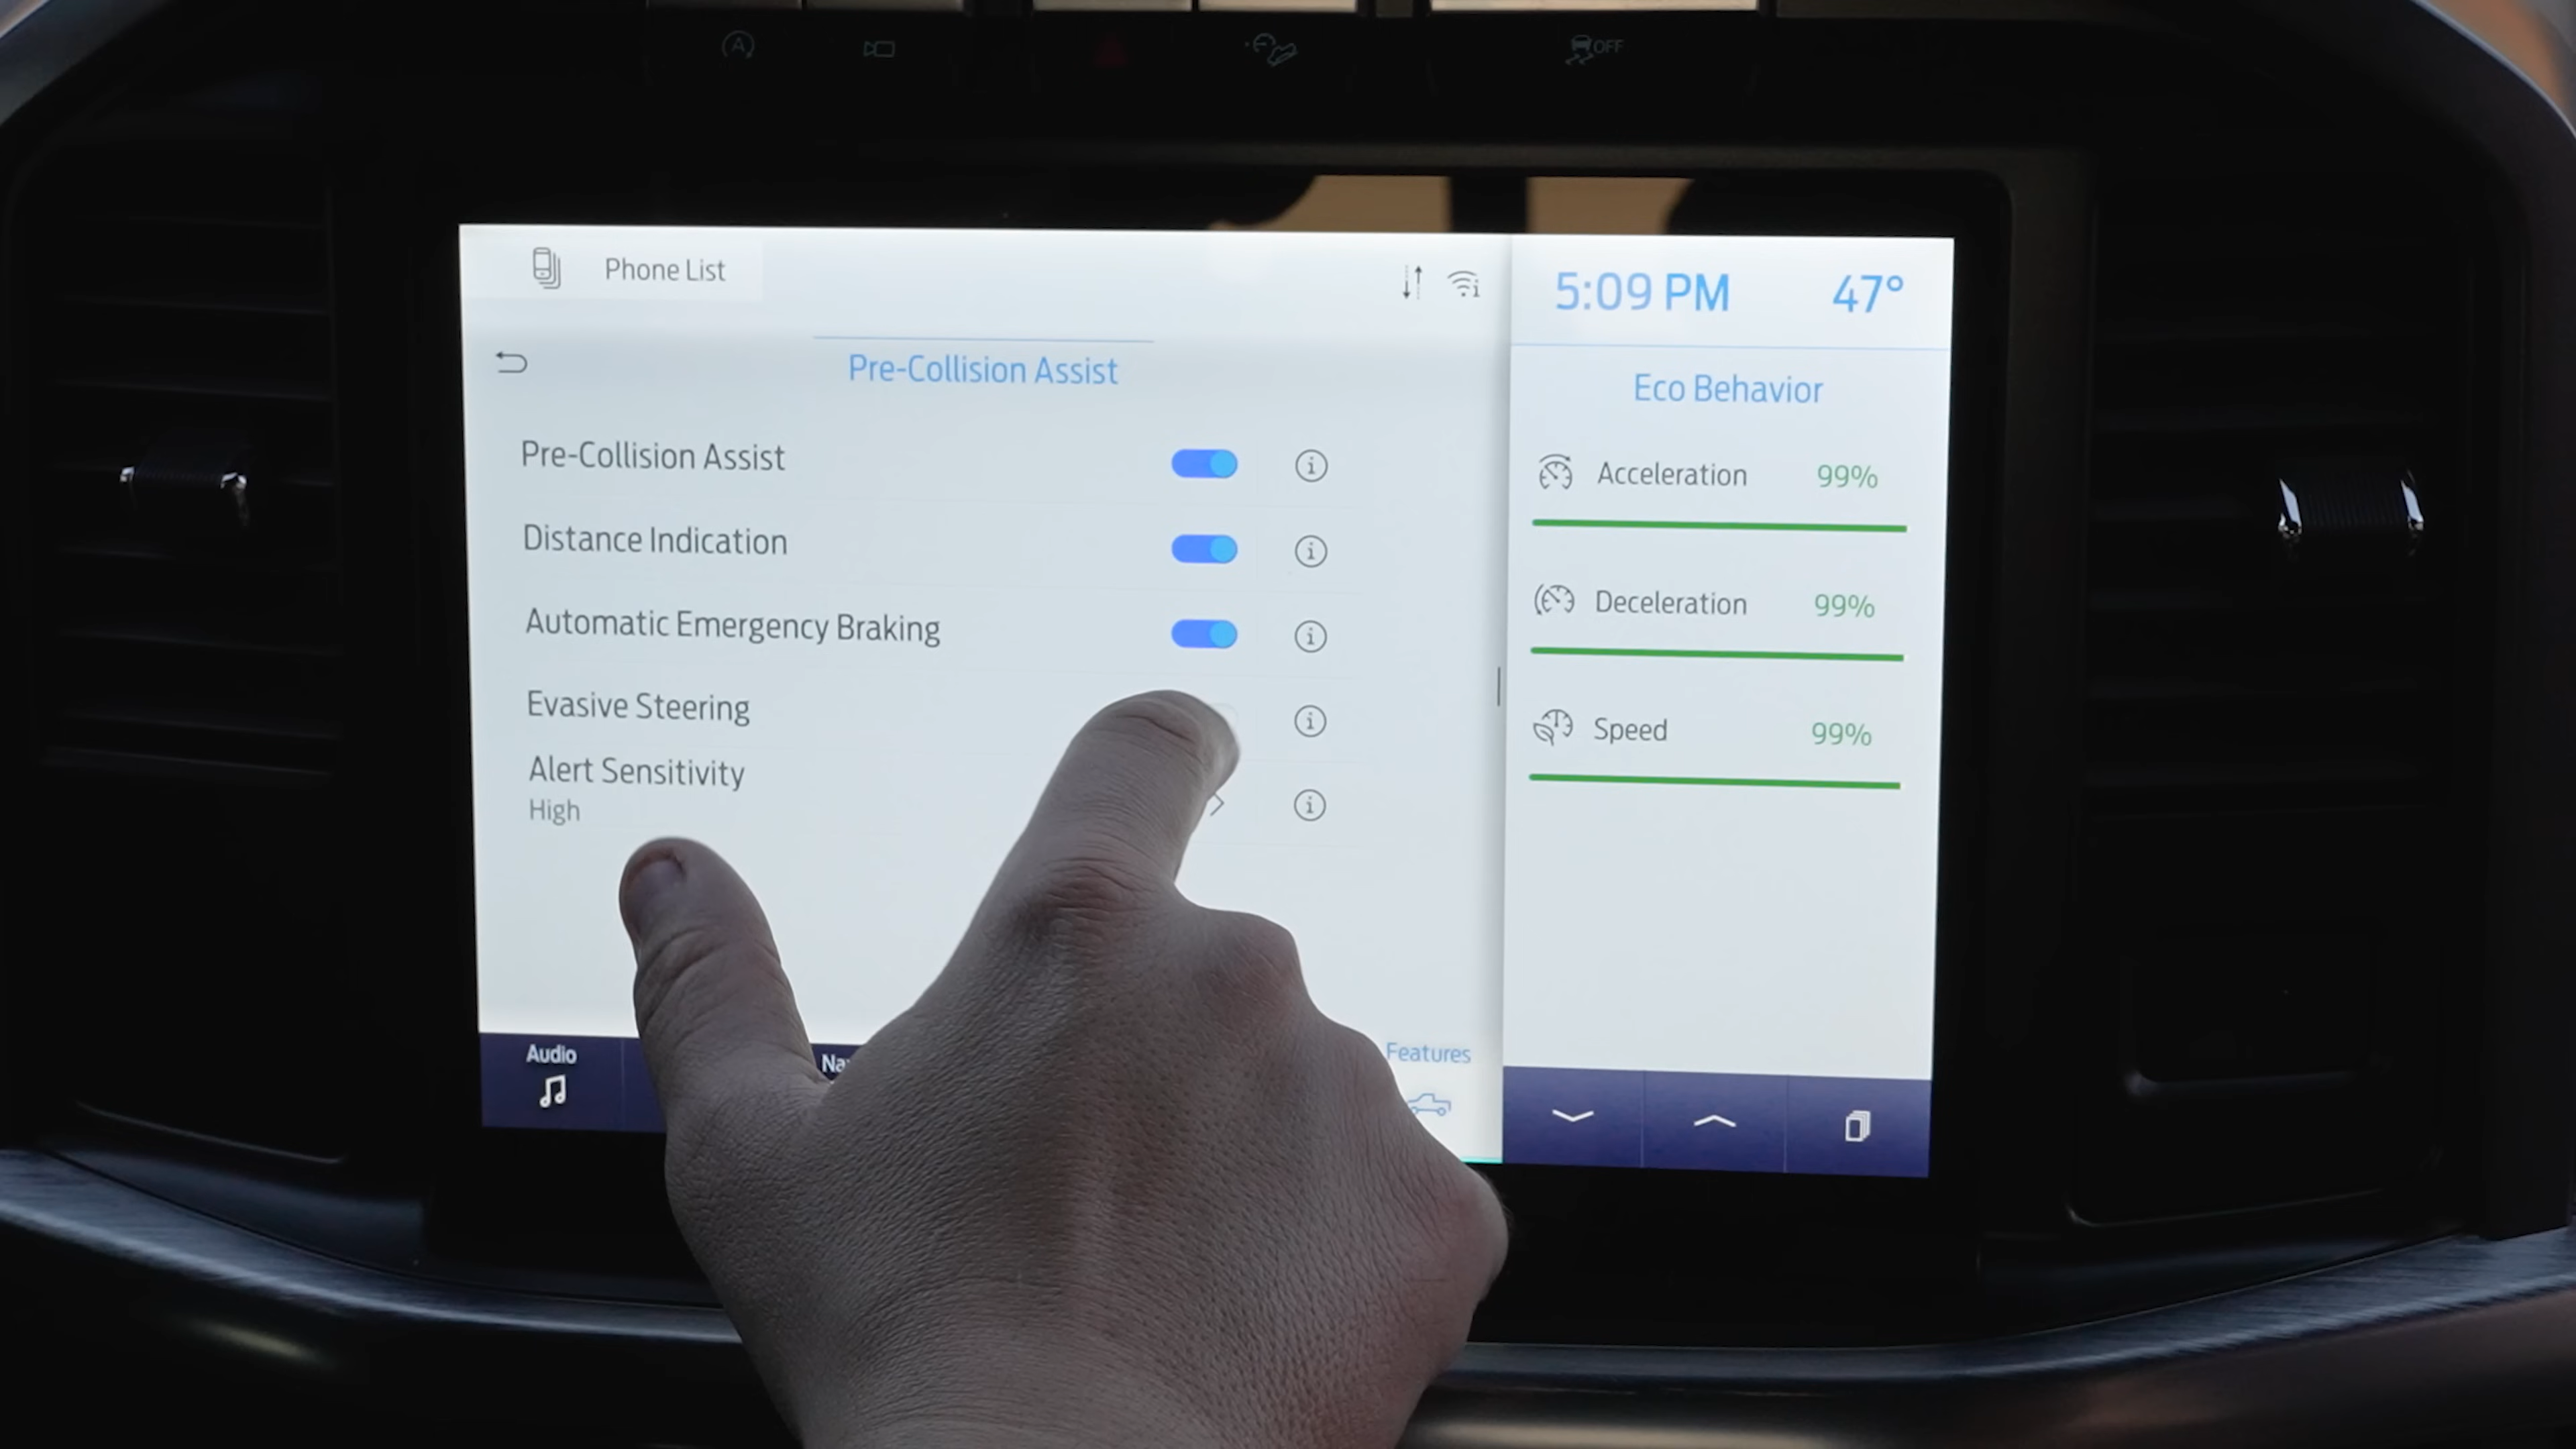 OFF
Phone List
5:09 PM 47°
Pre-Collision Assist
Pre-Collision Assist
Distance Indication
Automatic Emergency Braking
Evasive Steering
Alert Sensitivity
High
Eco Behavior
Acceleration 99%
Deceleration 99%
Speed 99%
Audio
Features